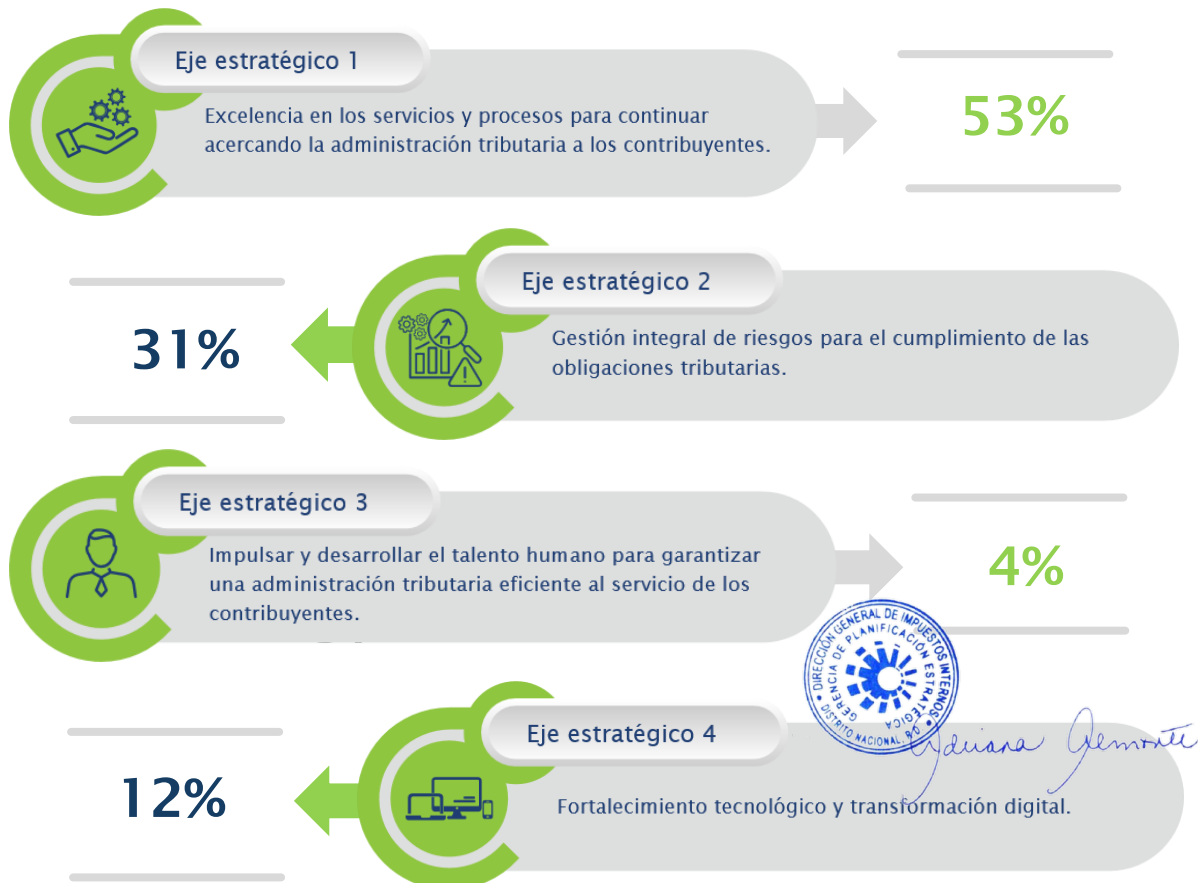 Eje estratégico 1
Excelencia en los servicios y procesos para continuar
acercando la administración tributaria a los contribuyentes.
53%
Eje estratégico 2
Gestión integral de riesgos para el cumplimiento de las
obligaciones tributarias.
31%
Eje estratégico 3
Impulsar y desarrollar el talento humano para garantizar
una administración tributaria eficiente al servicio de los
contribuyentes.
4%
DIRECCIÓN GENERAL DE IMPUESTOS INTERNOS
GERENCIA DE PLANIFICACIÓN ESTRATÉGICA
DISTRITO NACIONAL, R.D.
Adriana Almonte
Eje estratégico 4
Fortalecimiento tecnológico y transformación digital.
12%